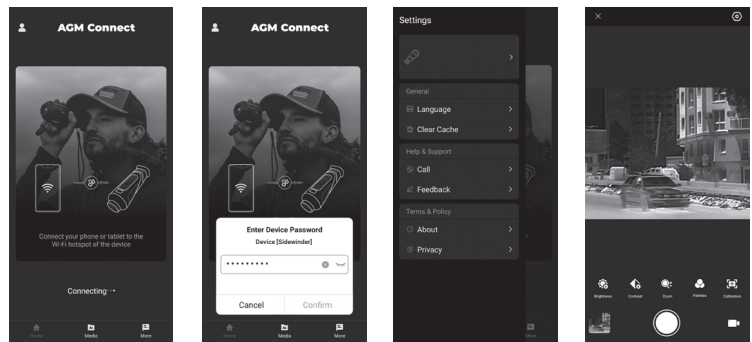 AGM Connect
Connect your phone or tablet to the
Wi-Fi hotspot of the device
Connecting···
Home
Media
More
AGM Connect
Enter Device Password
Device [Sidewinder]
•••••••••
Cancel
Confirm
Home
Media
More
Settings
General
Language
Clear Cache
Help & Support
Call
Feedback
Terms & Policy
About
Privacy
More
Brightness
Contrast
Zoom
Palettes
Calibration